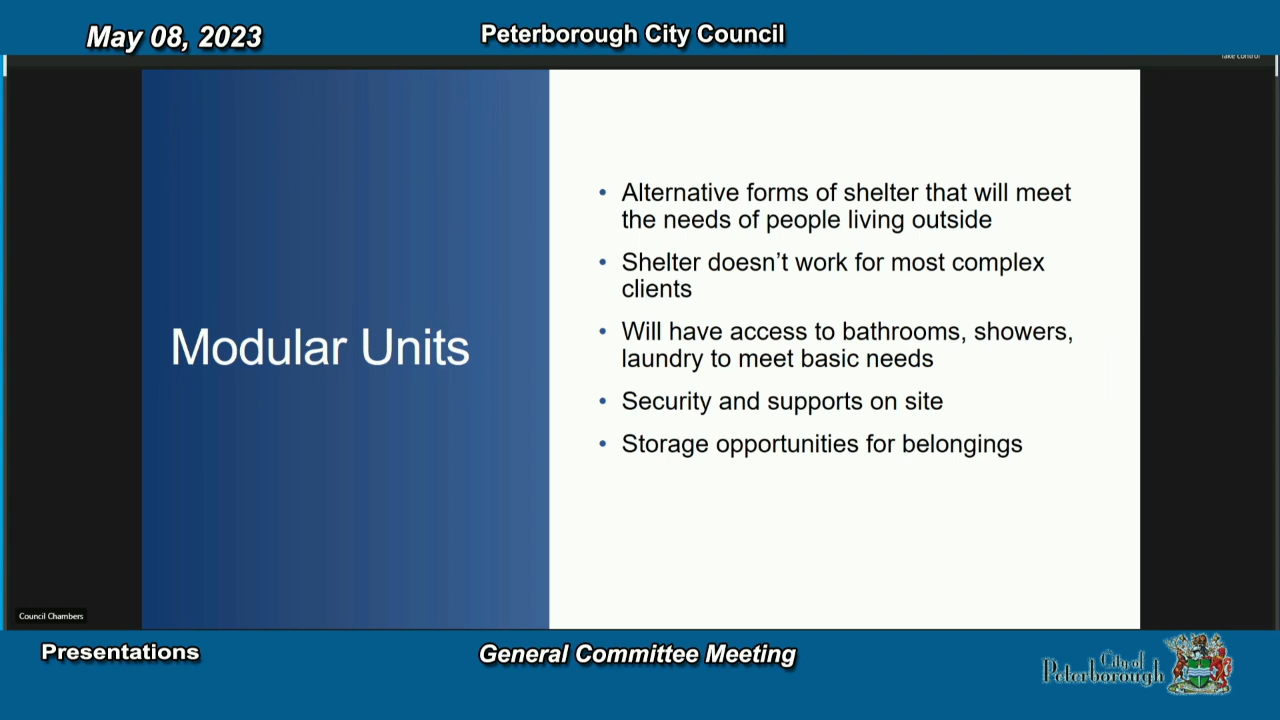 May 08, 2023
Peterborough City Council
Take Control
Modular Units
• Alternative forms of shelter that will meet
the needs of people living outside
• Shelter doesn’t work for most complex
clients
• Will have access to bathrooms, showers,
laundry to meet basic needs
• Security and supports on site
• Storage opportunities for belongings
Council Chambers
Presentations
General Committee Meeting
City of
Peterborough